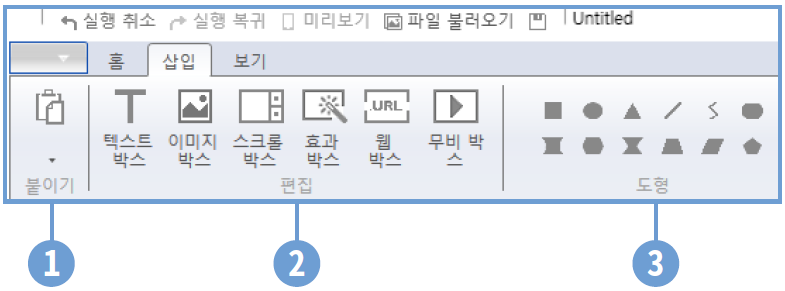 실행 취소 실행 복귀 미리보기 파일 불러오기 Untitled
홈 삽입 보기
URL
텍스트 박스
이미지 박스
스크롤 박스
효과 박스
웹 박스
무비 박스
붙이기 편집 도형
1 2 3